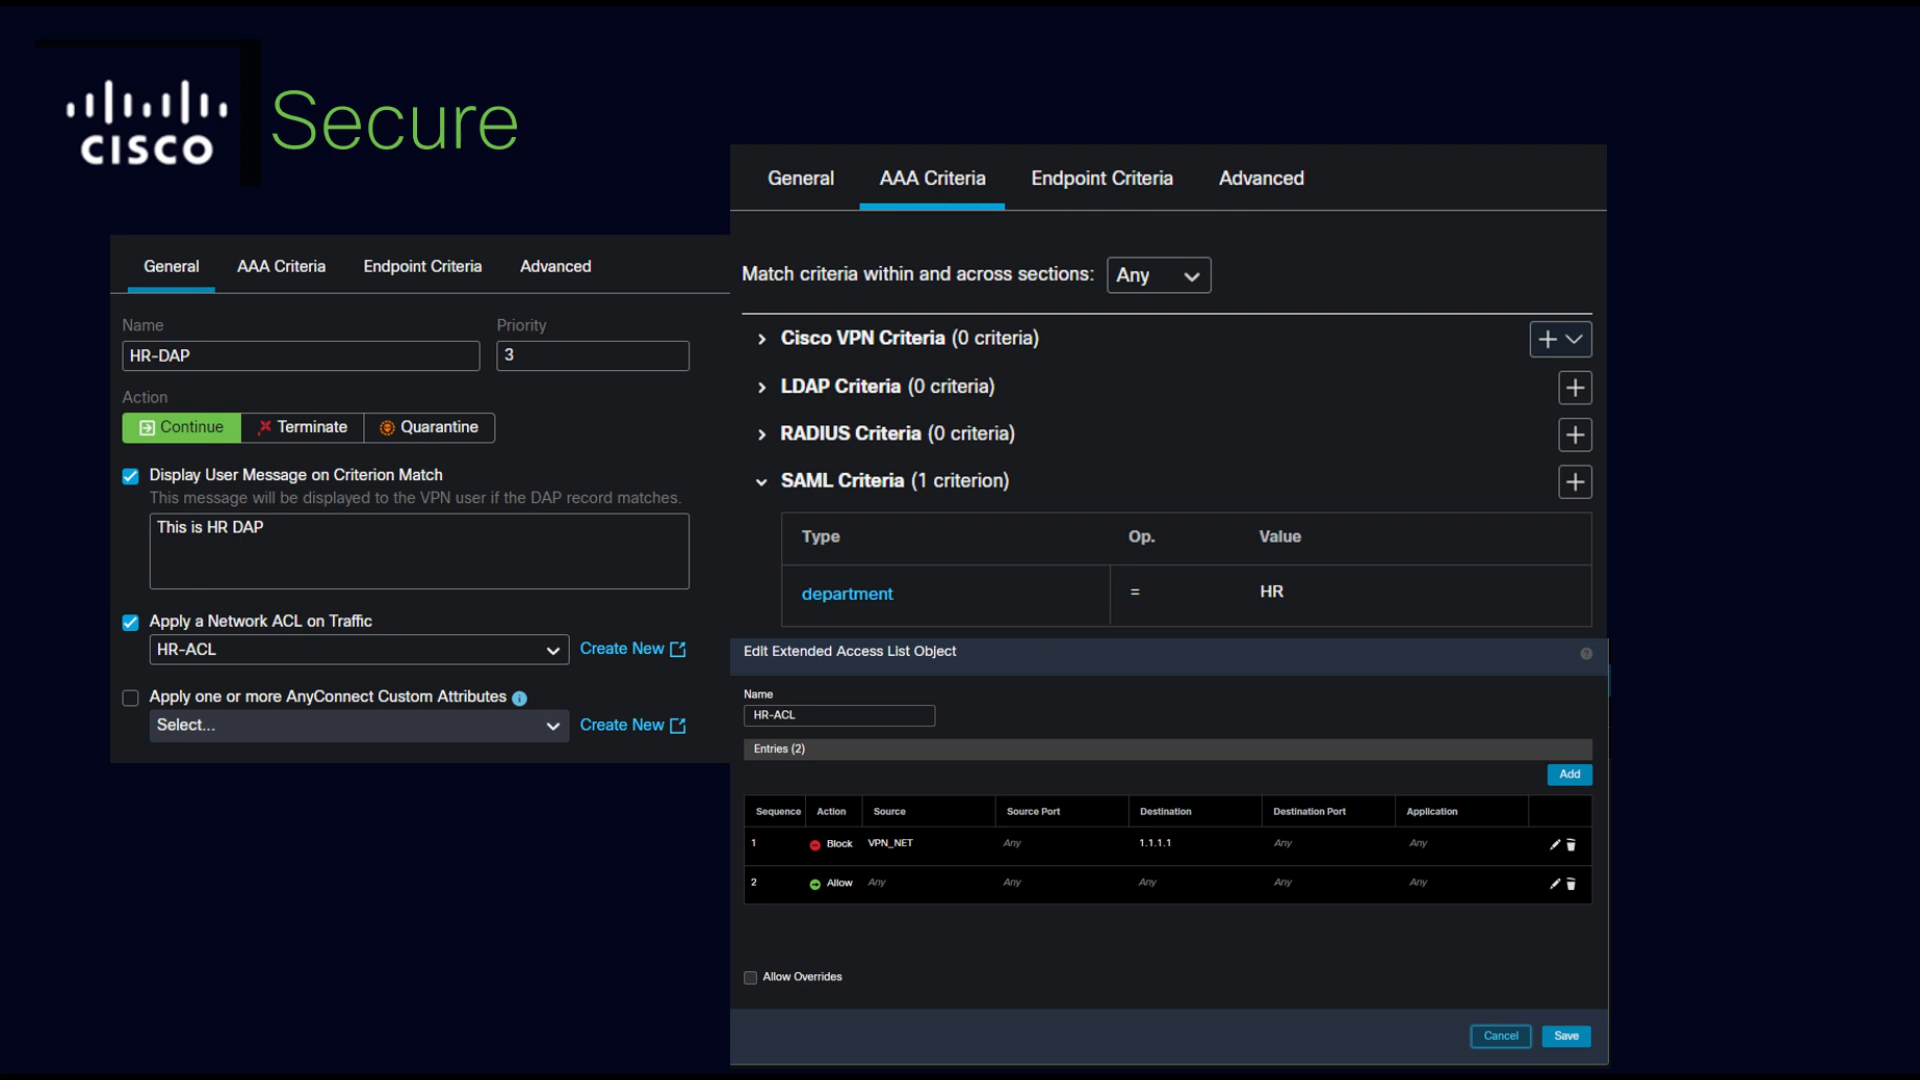 CISCO
Secure
General AAA Criteria Endpoint Criteria Advanced
Name Priority
HR-DAP 3
Action
Continue Terminate Quarantine
Display User Message on Criterion Match
This message will be displayed to the VPN user if the DAP record matches.
This is HR DAP
Apply a Network ACL on Traffic
HR-ACL Create New
Apply one or more AnyConnect Custom Attributes
Select... Create New
General AAA Criteria Endpoint Criteria Advanced
Match criteria within and across sections: Any
Cisco VPN Criteria (0 criteria)
LDAP Criteria (0 criteria)
RADIUS Criteria (0 criteria)
SAML Criteria (1 criterion)
Type Op. Value
department = HR
Edit Extended Access List Object
Name
HR-ACL
Entries (2)
Add
Sequence Action Source Source Port Destination Destination Port Application
1 Block VPN_NET Any 1.1.1.1 Any Any
2 Allow Any Any Any Any Any
Allow Overrides
Cancel Save